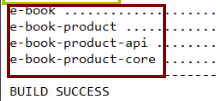 e-book ........................
e-book-product ................
e-book-product-api ............
e-book-product-core ...........
------------------------
BUILD SUCCESS